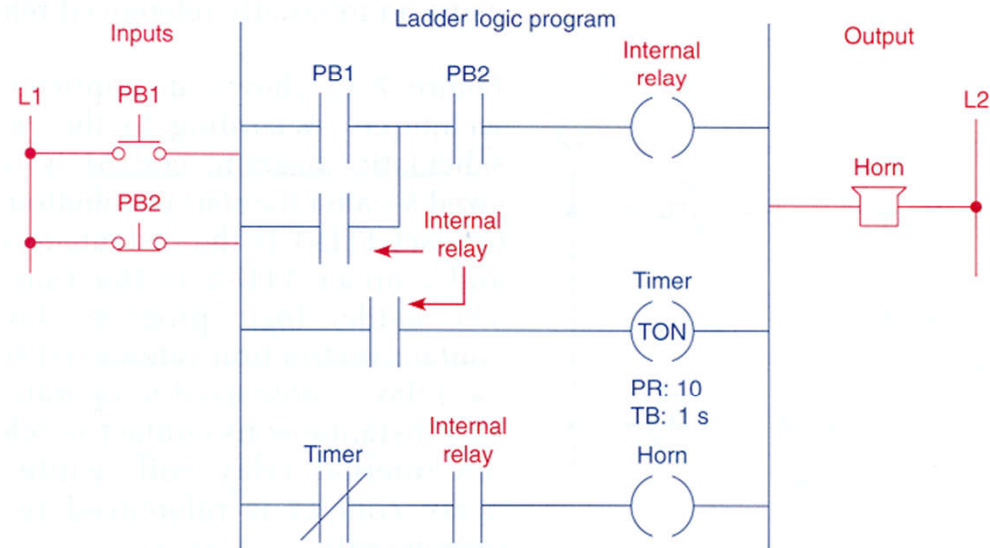 Ladder logic program
Inputs
Output
PB1
PB2
Internal
relay
L1
PB1
PB2
L2
Horn
Internal
relay
Timer
TON
PR: 10
TB: 1 s
Timer
Internal
relay
Horn